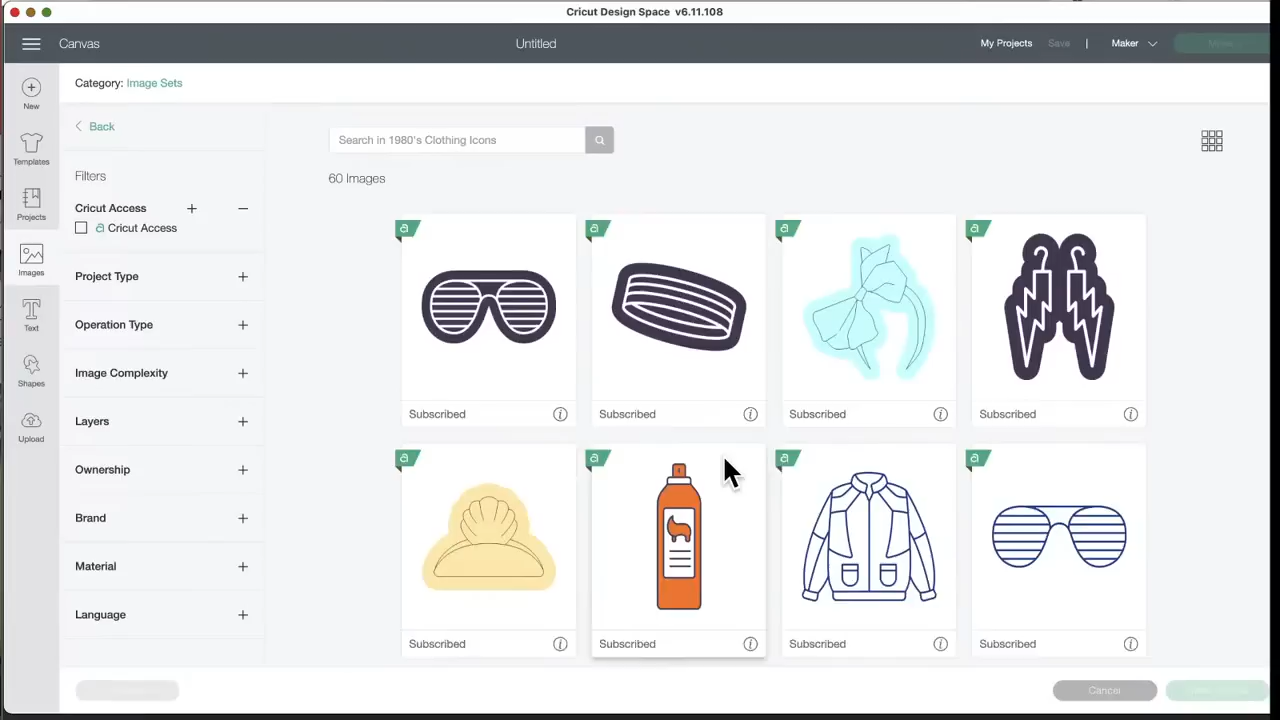 Cricut Design Space v6.11.108
Canvas
Untitled
My Projects Save | Maker
New
Templates
Projects
Images
Text
Shapes
Upload
Category: Image Sets
Back
Filters
Cricut Access
Cricut Access
Project Type
Operation Type
Image Complexity
Layers
Ownership
Brand
Material
Language
Search in 1980's Clothing Icons
60 Images
Subscribed
Subscribed
Subscribed
Subscribed
Subscribed
Subscribed
Subscribed
Subscribed
Cancel